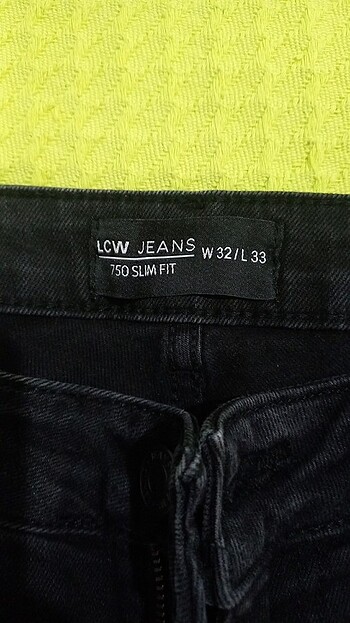 LCW JEANS W 32/L 33
750 SLIM FIT